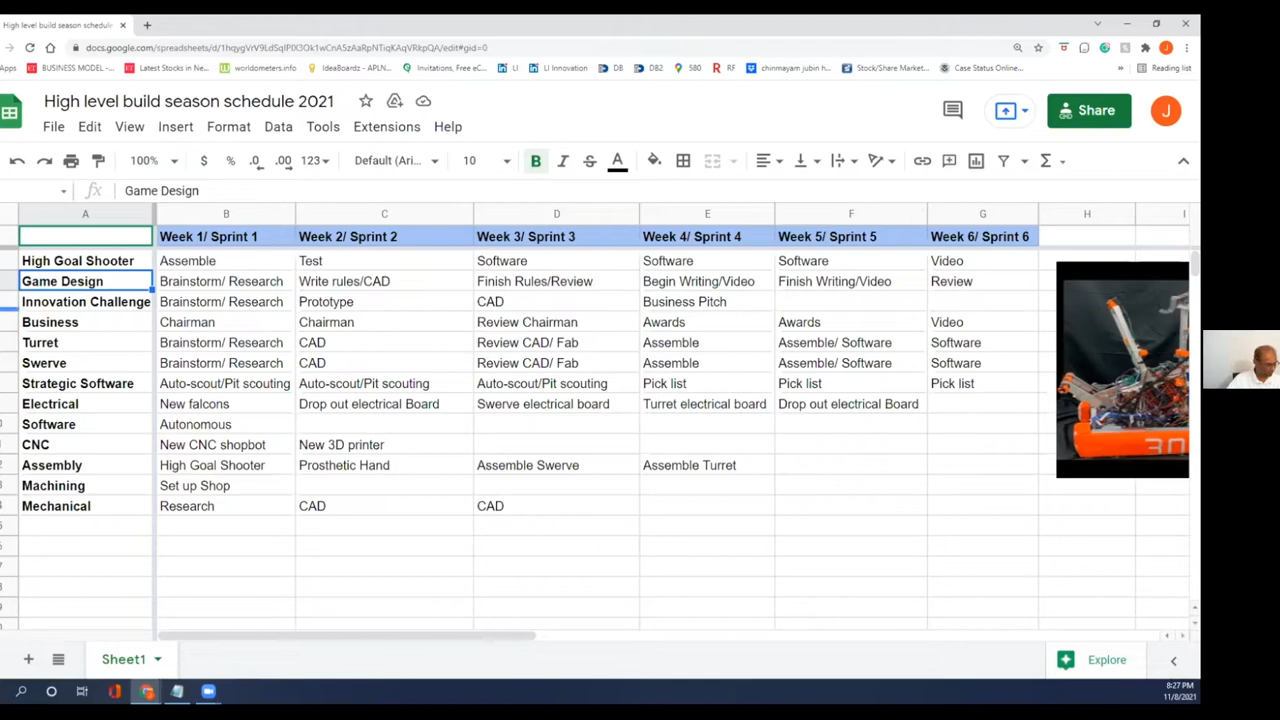 High level build season schedule
docs.google.com/spreadsheets/d/1hqygVrV9LdSqIPIX3Ok1wCnA5zAaRpNTiqKAqVRkpQA/edit#gid=0
Apps BUSINESS MODEL -... Latest Stocks in Ne... worldometers.info IdeaBoardz - APLN... Invitations, Free eC... LI LI Innovation DB DB2 580 RF chinmayam jubin h... Stock/Share Market... Case Status Online... » Reading list
High level build season schedule 2021
Share J
File Edit View Insert Format Data Tools Extensions Help
100% $ % .0 .00 123 Default (Ari... 10 B I S A Σ
fx Game Design
A B C D E F G H I
Week 1/ Sprint 1 Week 2/ Sprint 2 Week 3/ Sprint 3 Week 4/ Sprint 4 Week 5/ Sprint 5 Week 6/ Sprint 6
High Goal Shooter Assemble Test Software Software Software Video
Game Design Brainstorm/ Research Write rules/CAD Finish Rules/Review Begin Writing/Video Finish Writing/Video Review
Innovation Challenge Brainstorm/ Research Prototype CAD Business Pitch
Business Chairman Chairman Review Chairman Awards Awards Video
Turret Brainstorm/ Research CAD Review CAD/ Fab Assemble Assemble/ Software Software
Swerve Brainstorm/ Research CAD Review CAD/ Fab Assemble Assemble/ Software Software
Strategic Software Auto-scout/Pit scouting Auto-scout/Pit scouting Auto-scout/Pit scouting Pick list Pick list Pick list
Electrical New falcons Drop out electrical Board Swerve electrical board Turret electrical board Drop out electrical Board
Software Autonomous
CNC New CNC shopbot New 3D printer
Assembly High Goal Shooter Prosthetic Hand Assemble Swerve Assemble Turret
Machining Set up Shop
Mechanical Research CAD CAD
Sheet1 Explore
8:27 PM
11/8/2021